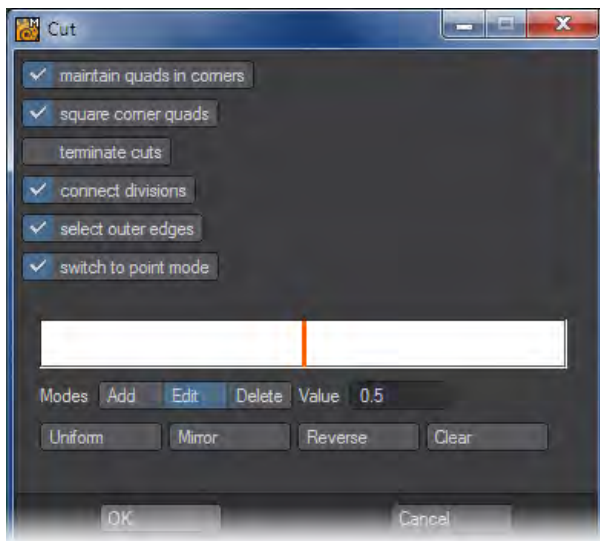 Cut
maintain quads in corners
square corner quads
terminate cuts
connect divisions
select outer edges
switch to point mode
Modes Add Edit Delete Value 0.5
Uniform Mirror Reverse Clear
OK Cancel